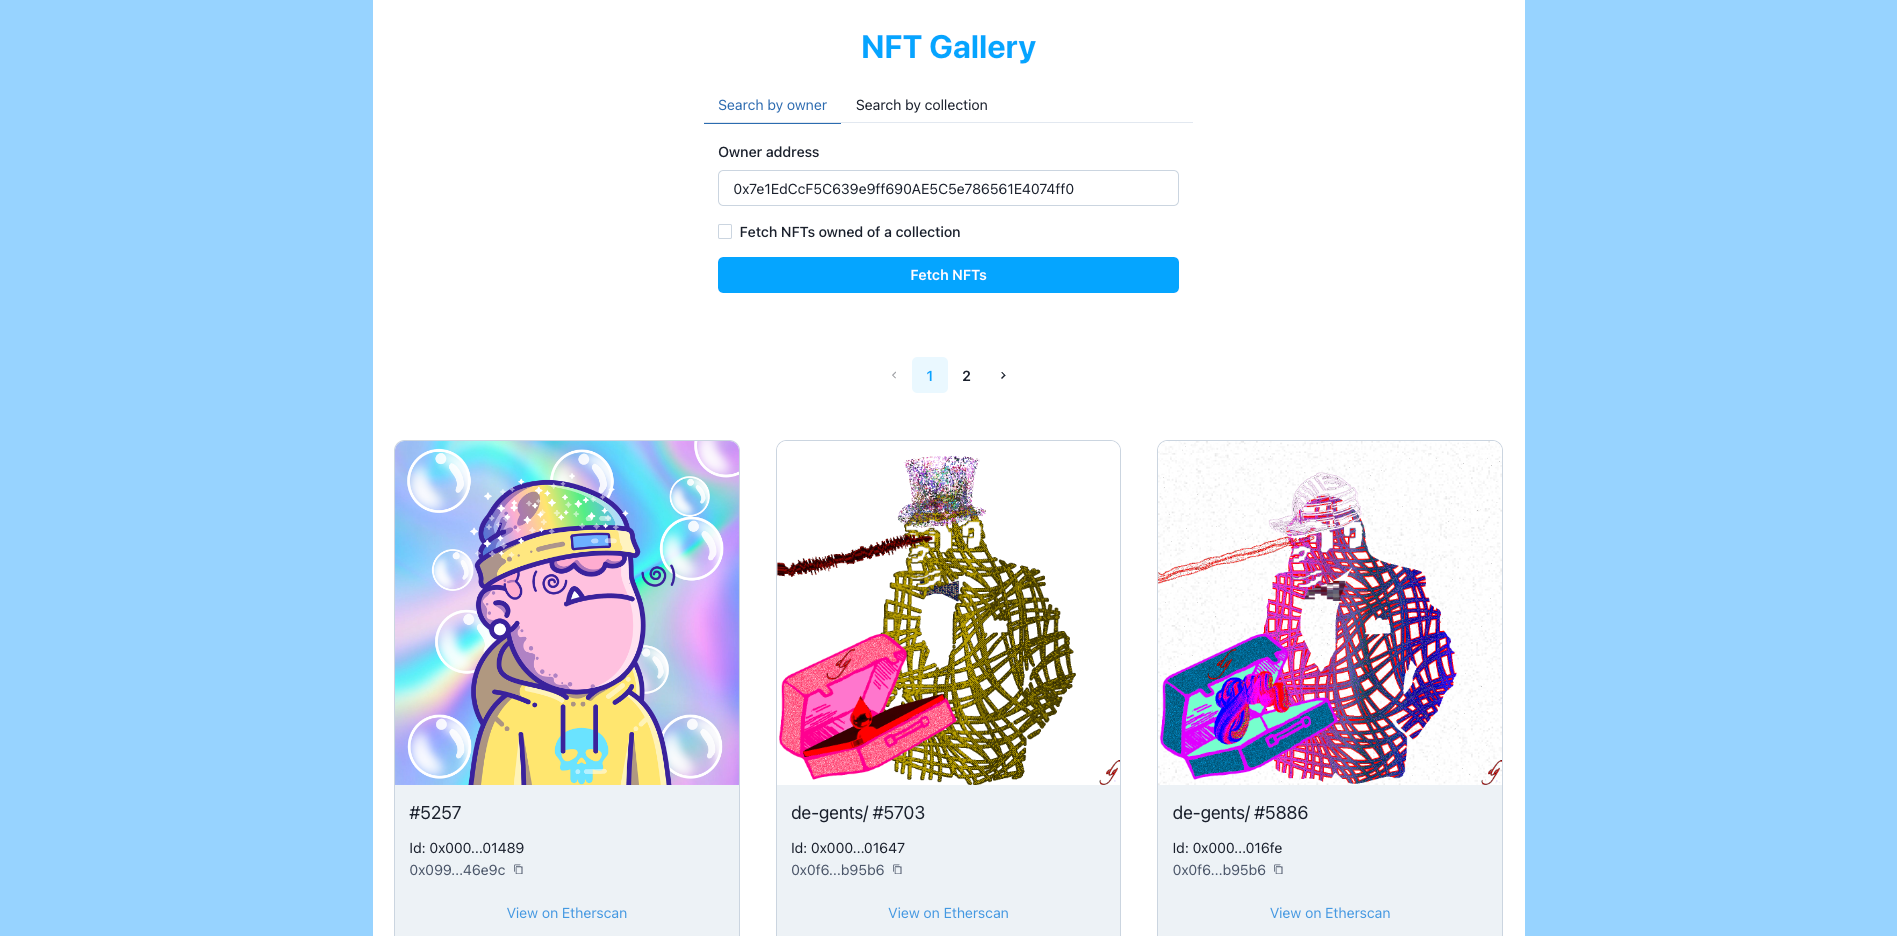 NFT Gallery
Search by owner Search by collection
Owner address
0x7e1EdCcF5C639e9ff690AE5C5e786561E4074ff0
Fetch NFTs owned of a collection
Fetch NFTs
‹ 1 2 ›
#5257
Id: 0x000...01489
0x099...46e9c
View on Etherscan
de-gents/ #5703
Id: 0x000...01647
0x0f6...b95b6
View on Etherscan
de-gents/ #5886
Id: 0x000...016fe
0x0f6...b95b6
View on Etherscan